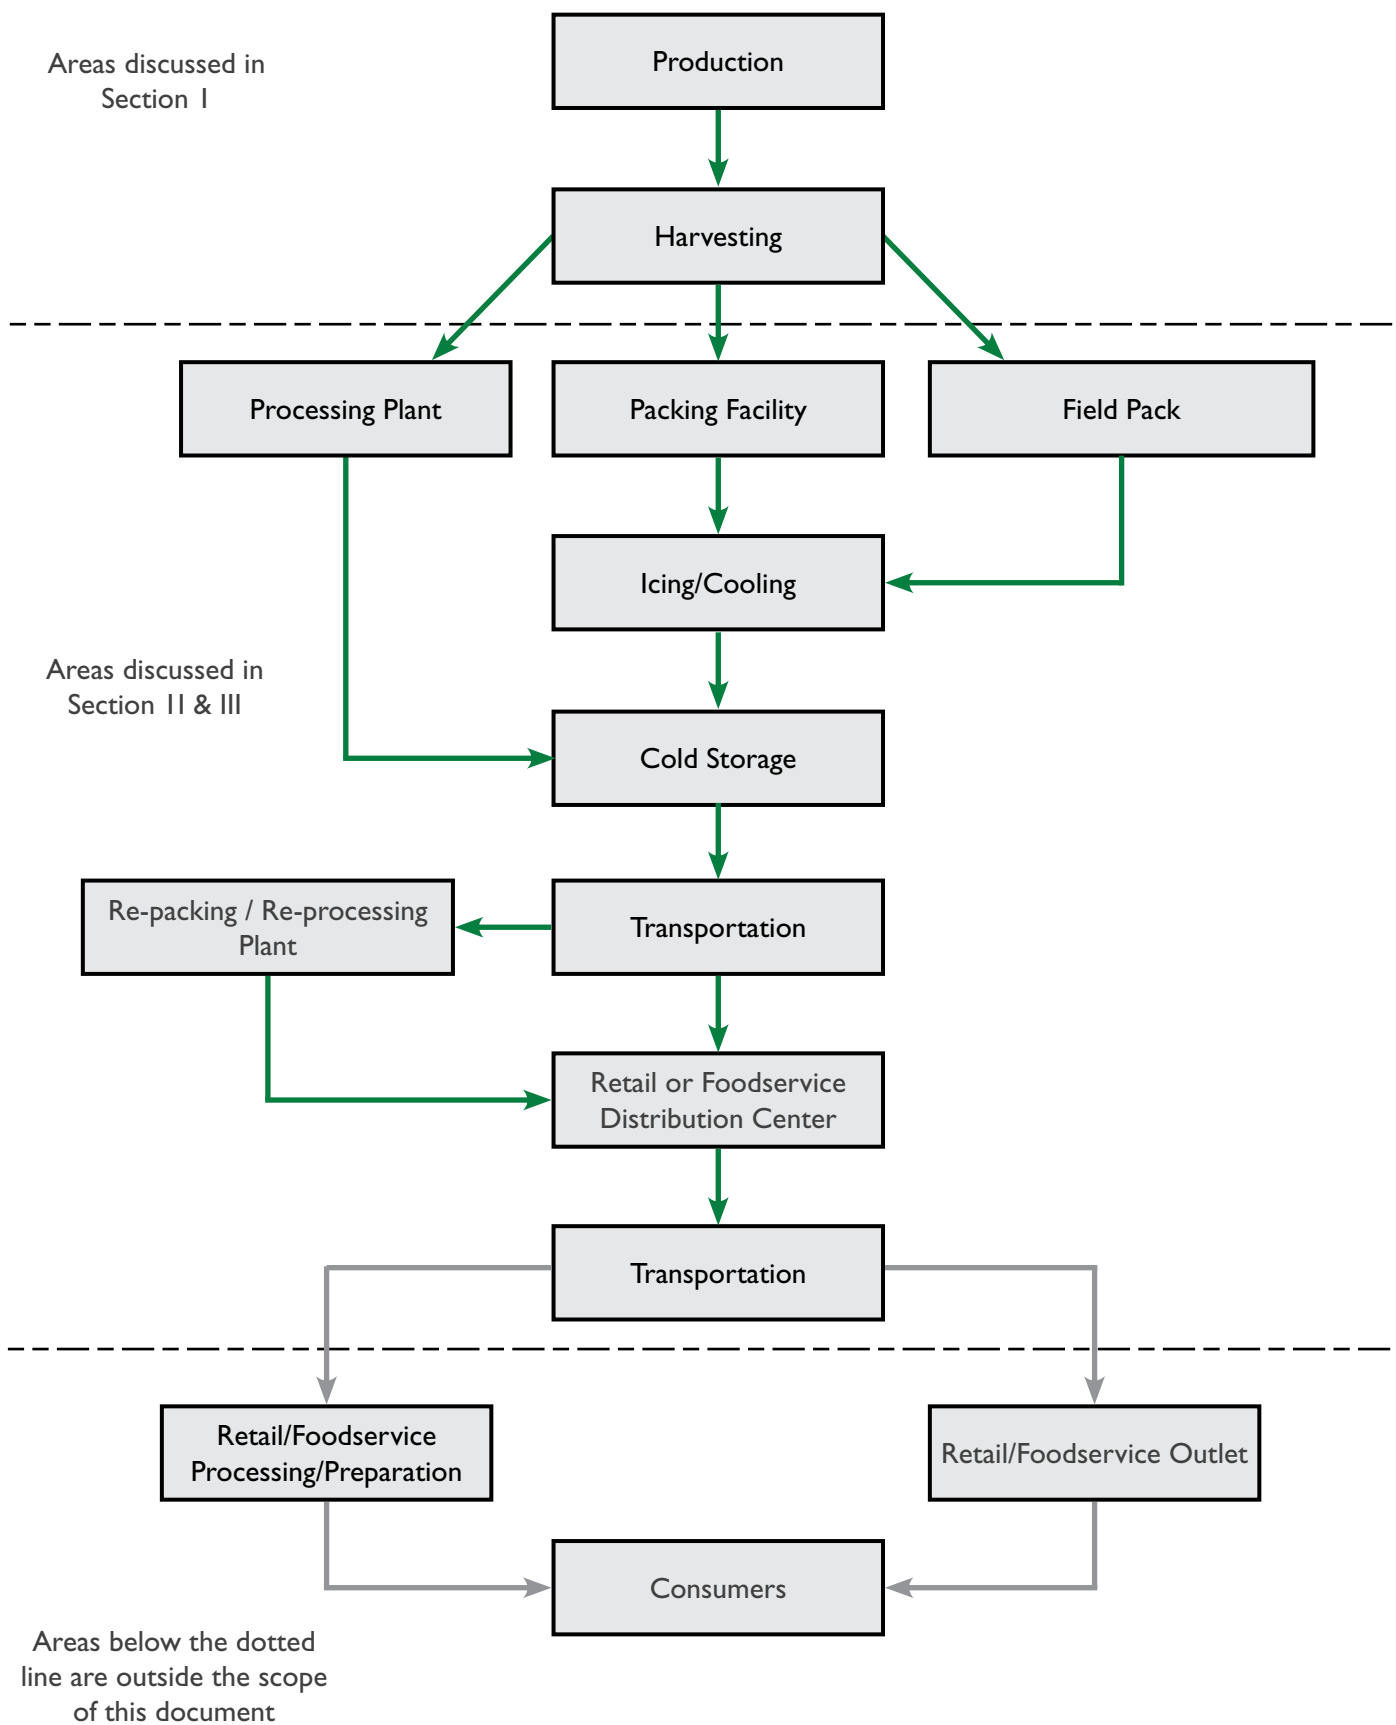 Areas discussed in
Section I
Production
Harvesting
Processing Plant
Packing Facility
Field Pack
Icing/Cooling
Areas discussed in
Section 1I & III
Cold Storage
Re-packing / Re-processing
Plant
Transportation
Retail or Foodservice
Distribution Center
Transportation
Retail/Foodservice
Processing/Preparation
Retail/Foodservice Outlet
Consumers
Areas below the dotted
line are outside the scope
of this document